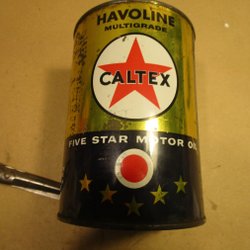 HAVOLINE
MULTIGRADE
CALTEX
FIVE STAR MOTOR OIL